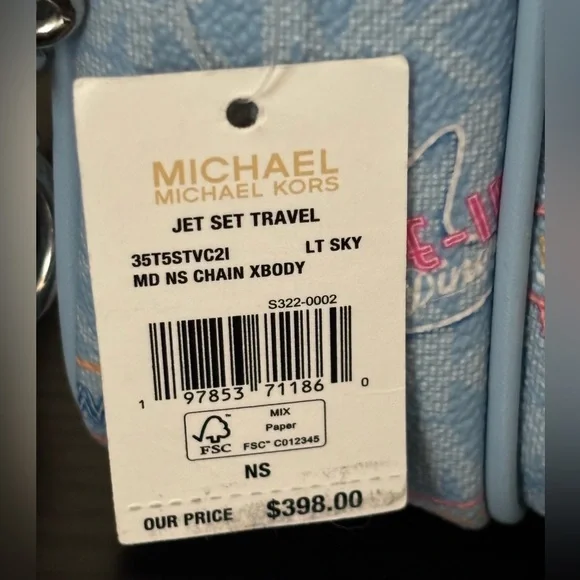 MICHAEL
MICHAEL KORS
JET SET TRAVEL
35T5STVC2I LT SKY
MD NS CHAIN XBODY
S322-0002
1 97853 71186 0
FSC
MIX
Paper
FSC™ C012345
NS
OUR PRICE $398.00